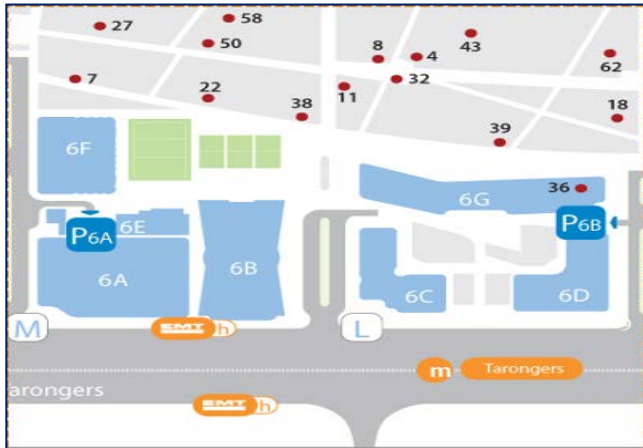 58
27
43
50
8
4
62
7
32
22
11
38
18
39
6F
36
6G
P6A
6E
P6B
6A
6B
6C
6D
M
EMT h
L
m Tarongers
arongers
EMT h